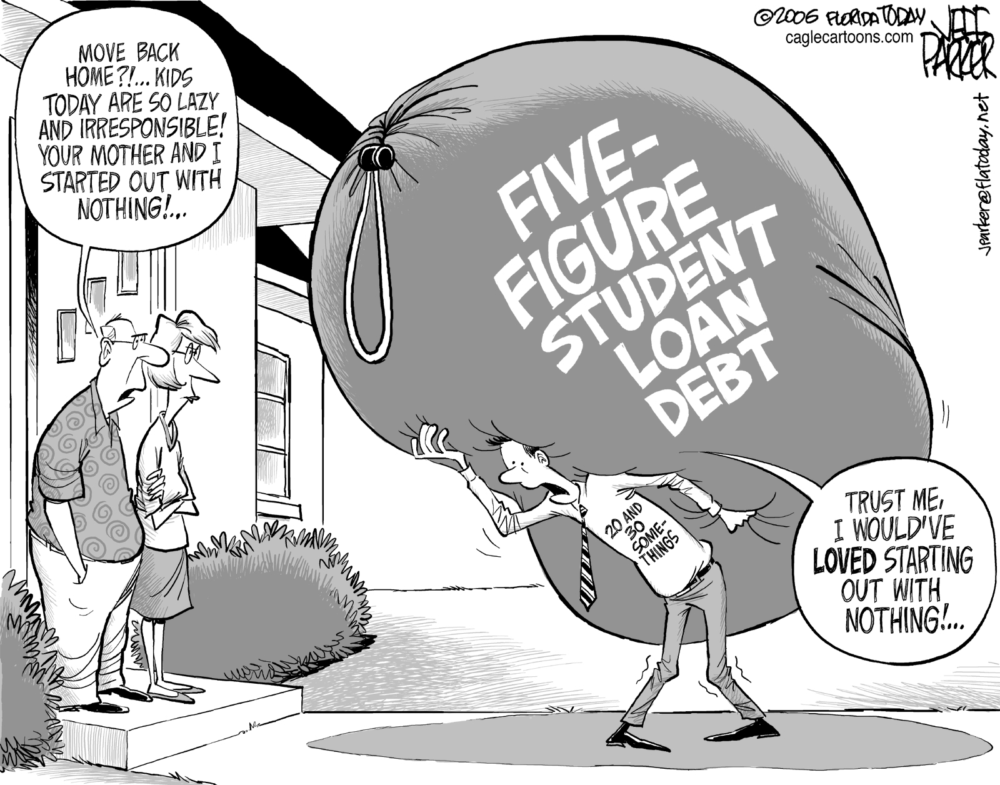 MOVE BACK
HOME?!... KIDS
TODAY ARE SO LAZY
AND IRRESPONSIBLE!
YOUR MOTHER AND I
STARTED OUT WITH
NOTHING!...
©2006 FLORIDA TODAY
caglecartoons.com
JEFF
PARKER
jparker@flatoday.net
FIVE-
FIGURE
STUDENT
LOAN
DEBT
20 AND
30
SOME-
THINGS
TRUST ME,
I WOULD'VE
LOVED STARTING
OUT WITH
NOTHING!...